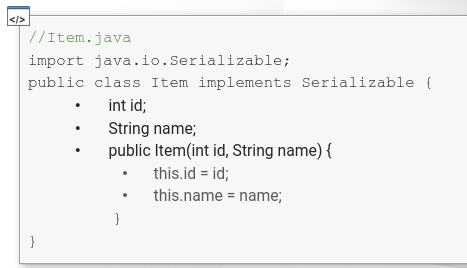 </>
//Item.java
import java.io.Serializable;
public class Item implements Serializable {
• int id;
• String name;
• public Item(int id, String name) {
• this.id = id;
• this.name = name;
}
}